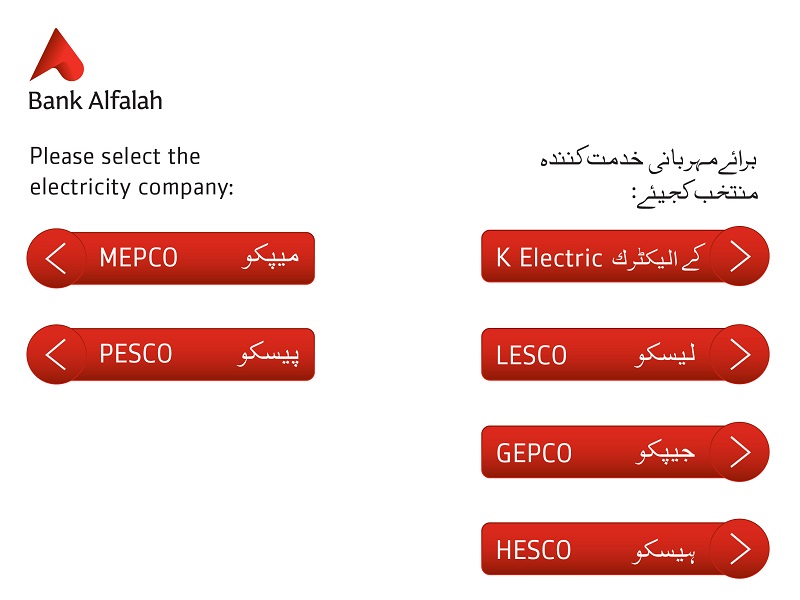 Bank Alfalah
Please select the
electricity company:
برائے مہربانی خدمت کنندہ
منتخب کجیئے:
MEPCO میپکو
PESCO پیسکو
K Electric کے الیکٹرک
LESCO لیسکو
GEPCO جیپکو
HESCO ہیسکو